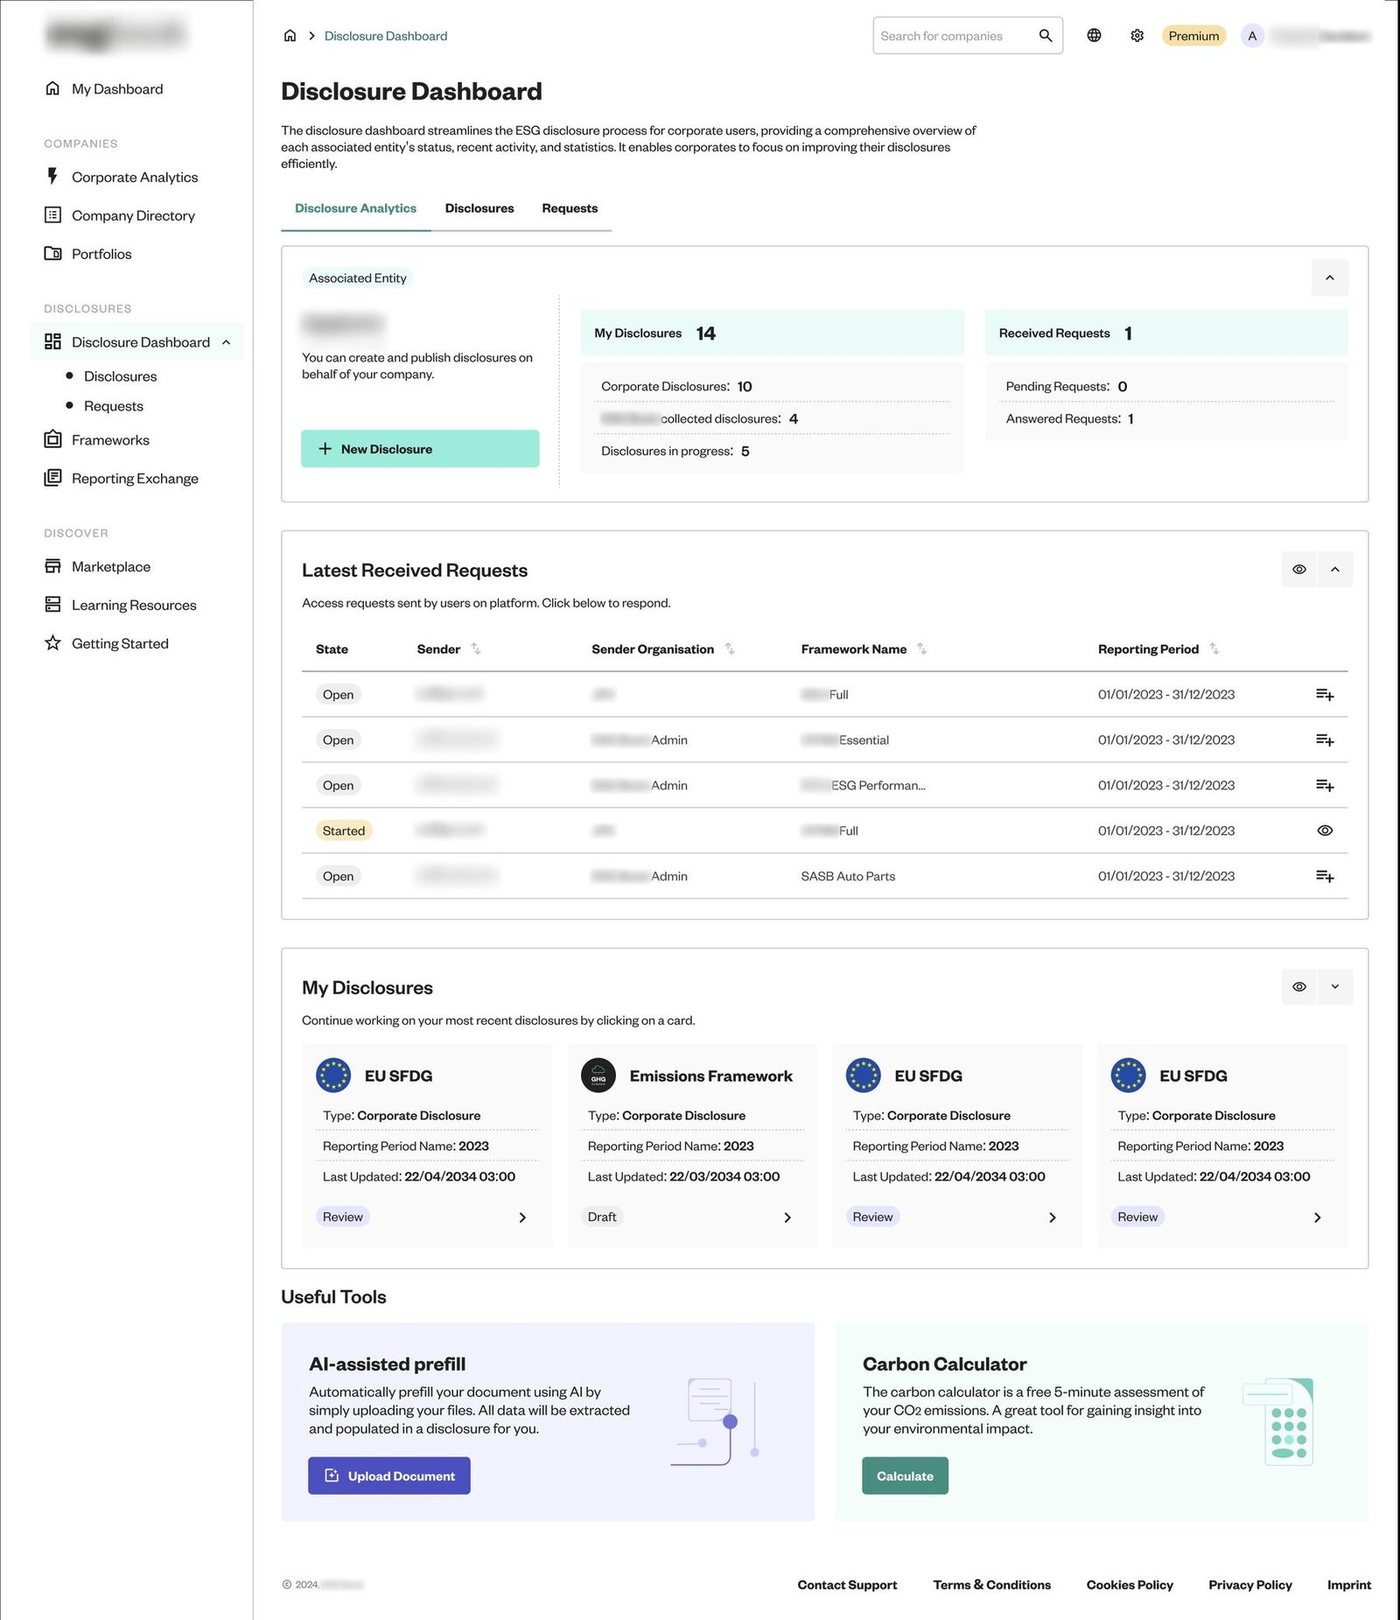 Disclosure Dashboard
Search for companies
Premium
A
My Dashboard
COMPANIES
Corporate Analytics
Company Directory
Portfolios
DISCLOSURES
Disclosure Dashboard
Disclosures
Requests
Frameworks
Reporting Exchange
DISCOVER
Marketplace
Learning Resources
Getting Started
Disclosure Dashboard
The disclosure dashboard streamlines the ESG disclosure process for corporate users, providing a comprehensive overview of
each associated entity's status, recent activity, and statistics. It enables corporates to focus on improving their disclosures
efficiently.
Disclosure Analytics Disclosures Requests
Associated Entity
You can create and publish disclosures on
behalf of your company.
New Disclosure
My Disclosures 14
Corporate Disclosures: 10
collected disclosures: 4
Disclosures in progress: 5
Received Requests 1
Pending Requests: 0
Answered Requests: 1
Latest Received Requests
Access requests sent by users on platform. Click below to respond.
State Sender Sender Organisation Framework Name Reporting Period
Open Full 01/01/2023 - 31/12/2023
Open Admin Essential 01/01/2023 - 31/12/2023
Open Admin ESG Performan... 01/01/2023 - 31/12/2023
Started Full 01/01/2023 - 31/12/2023
Open Admin SASB Auto Parts 01/01/2023 - 31/12/2023
My Disclosures
Continue working on your most recent disclosures by clicking on a card.
EU SFDG
Type: Corporate Disclosure
Reporting Period Name: 2023
Last Updated: 22/04/2034 03:00
Review
GHG
Emissions Framework
Type: Corporate Disclosure
Reporting Period Name: 2023
Last Updated: 22/03/2034 03:00
Draft
EU SFDG
Type: Corporate Disclosure
Reporting Period Name: 2023
Last Updated: 22/04/2034 03:00
Review
EU SFDG
Type: Corporate Disclosure
Reporting Period Name: 2023
Last Updated: 22/04/2034 03:00
Review
Useful Tools
AI-assisted prefill
Automatically prefill your document using AI by
simply uploading your files. All data will be extracted
and populated in a disclosure for you.
Upload Document
Carbon Calculator
The carbon calculator is a free 5-minute assessment of
your CO2 emissions. A great tool for gaining insight into
your environmental impact.
Calculate
© 2024,
Contact Support Terms & Conditions Cookies Policy Privacy Policy Imprint